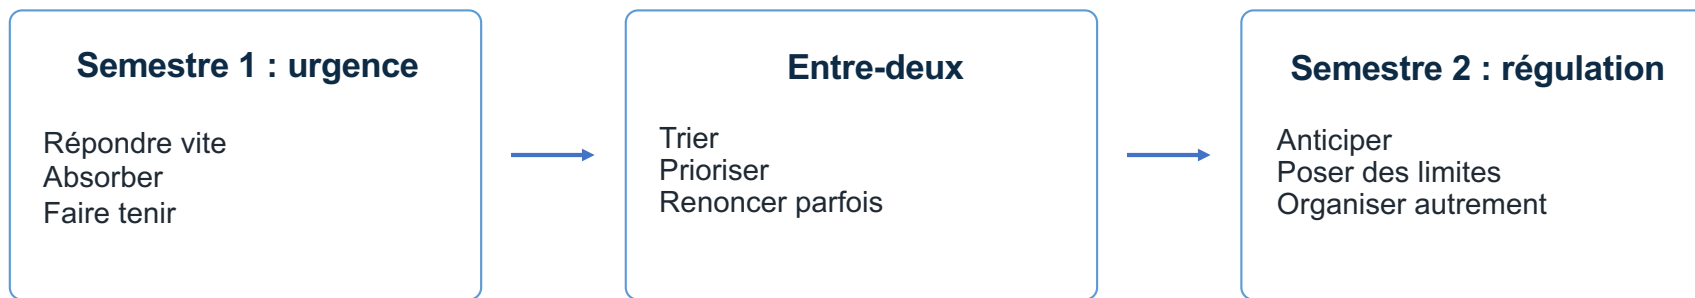 Semestre 1 : urgence
Répondre vite
Absorber
Faire tenir
Entre-deux
Trier
Prioriser
Renoncer parfois
Semestre 2 : régulation
Anticiper
Poser des limites
Organiser autrement